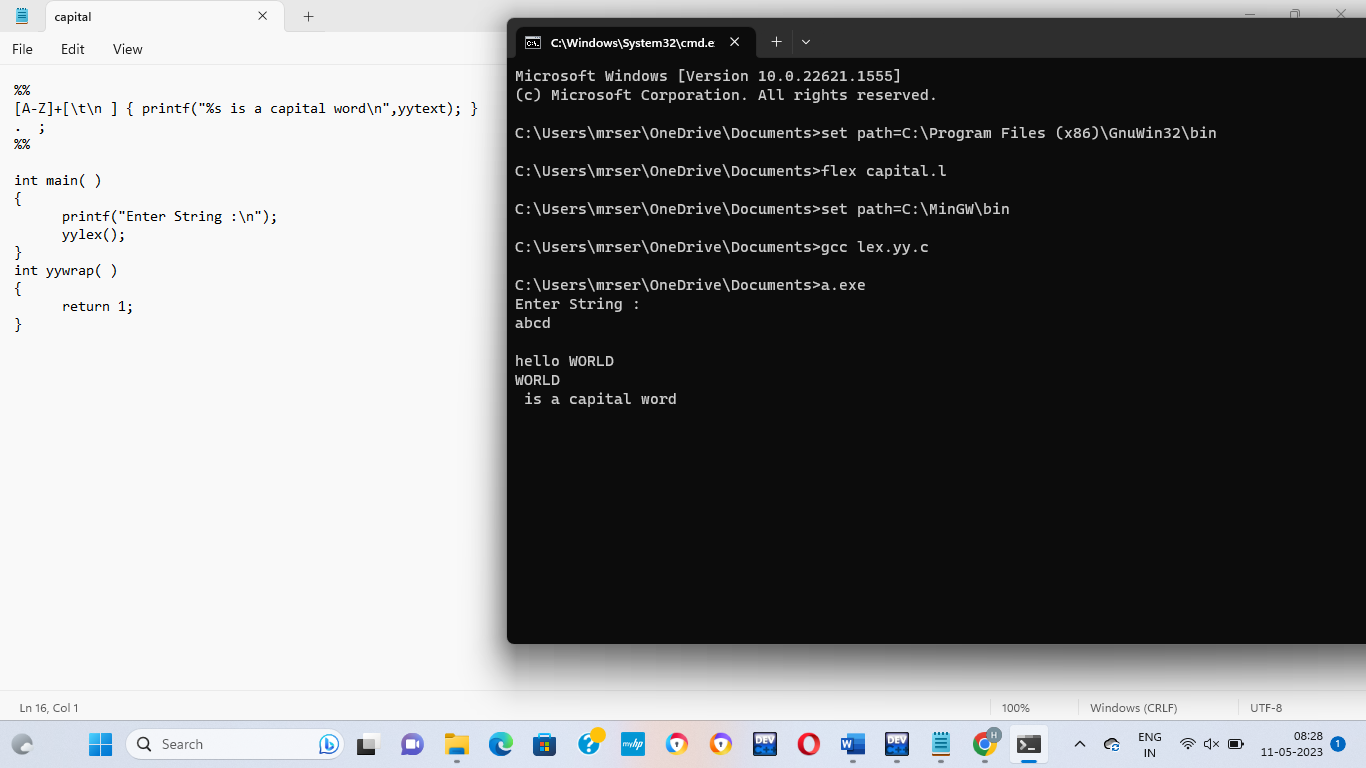 capital
File Edit View
%%
[A-Z]+[\t\n ] { printf("%s is a capital word\n",yytext); }
.  ;
%%
int main( )
{
printf("Enter String :\n");
yylex();
}
int yywrap( )
{
return 1;
}
Ln 16, Col 1
100%
Windows (CRLF)
UTF-8
C:\Windows\System32\cmd.e
Microsoft Windows [Version 10.0.22621.1555]
(c) Microsoft Corporation. All rights reserved.
C:\Users\mrser\OneDrive\Documents>set path=C:\Program Files (x86)\GnuWin32\bin
C:\Users\mrser\OneDrive\Documents>flex capital.l
C:\Users\mrser\OneDrive\Documents>set path=C:\MinGW\bin
C:\Users\mrser\OneDrive\Documents>gcc lex.yy.c
C:\Users\mrser\OneDrive\Documents>a.exe
Enter String :
abcd
hello WORLD
WORLD
is a capital word
Search
myhp
DEV
DEV
H
ENG
IN
08:28
11-05-2023
1